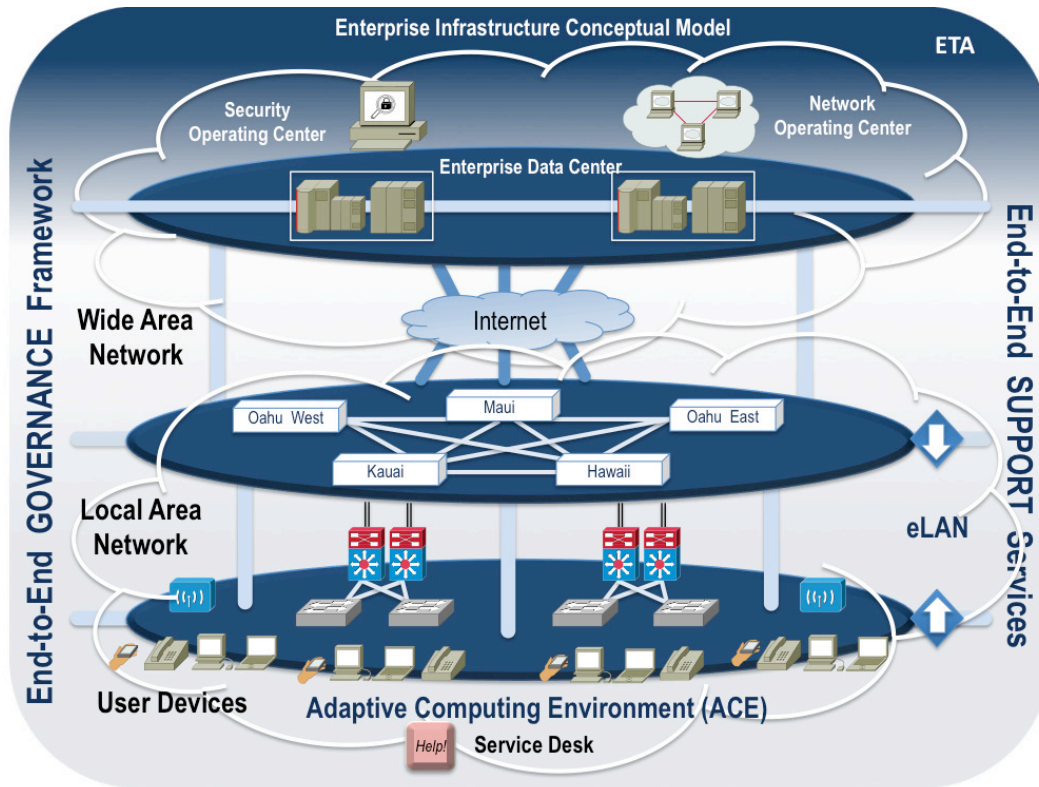 Enterprise Infrastructure Conceptual Model
ETA
Security
Operating Center
Network
Operating Center
Enterprise Data Center
End-to-End GOVERNANCE Framework
End-to-End SUPPORT Services
Wide Area
Network
Internet
Oahu West
Maui
Oahu East
Kauai
Hawaii
Local Area
Network
eLAN
User Devices
Adaptive Computing Environment (ACE)
Help!
Service Desk